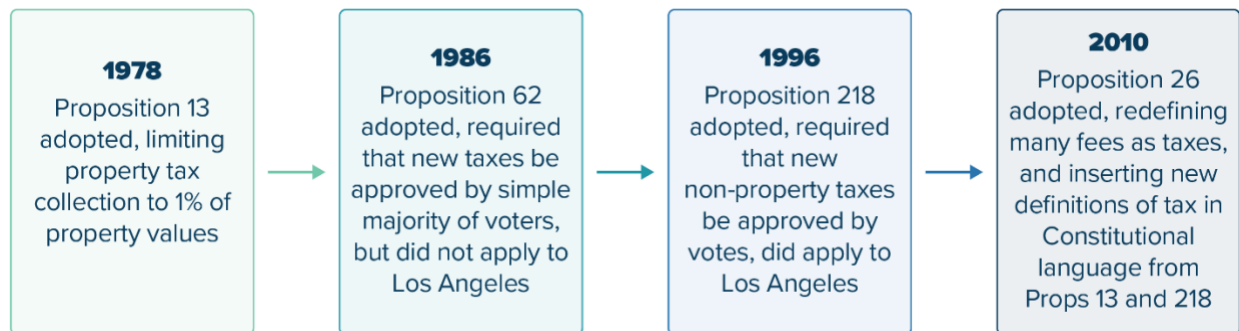 1978
Proposition 13
adopted, limiting
property tax
collection to 1% of
property values
1986
Proposition 62
adopted, required
that new taxes be
approved by simple
majority of voters,
but did not apply to
Los Angeles
1996
Proposition 218
adopted, required
that new
non-property taxes
be approved by
votes, did apply to
Los Angeles
2010
Proposition 26
adopted, redefining
many fees as taxes,
and inserting new
definitions of tax in
Constitutional
language from
Props 13 and 218